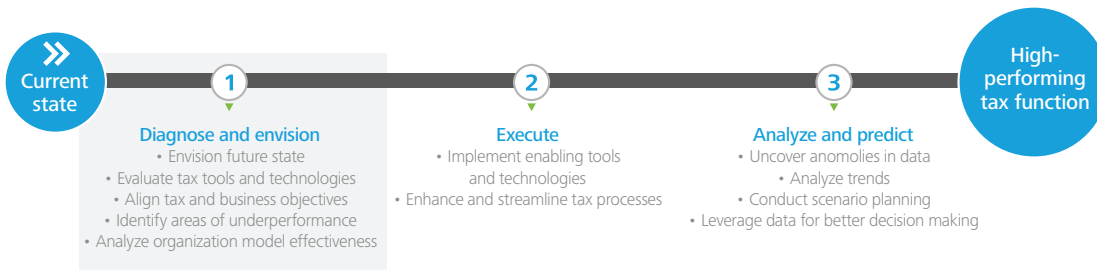 Current
state
1
Diagnose and envision
• Envision future state
• Evaluate tax tools and technologies
• Align tax and business objectives
• Identify areas of underperformance
• Analyze organization model effectiveness
2
Execute
• Implement enabling tools
and technologies
• Enhance and streamline tax processes
3
Analyze and predict
• Uncover anomolies in data
• Analyze trends
• Conduct scenario planning
• Leverage data for better decision making
High-
performing
tax function